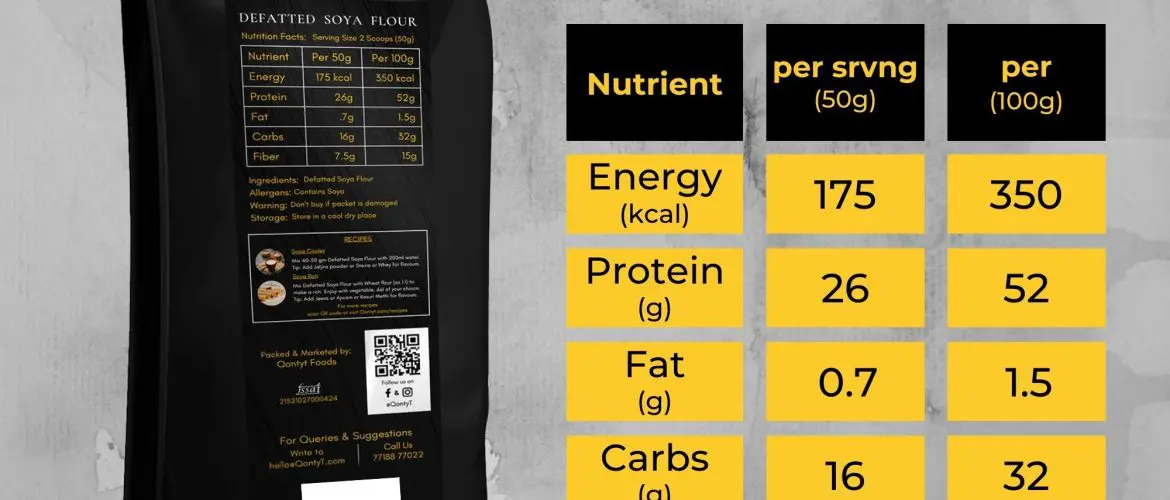 DEFATTED SOYA FLOUR
Nutrition Facts: Serving Size 2 Scoops (50g)
Nutrient Per 50g Per 100g
Energy 175 kcal 350 kcal
Protein 26g 52g
Fat .7g 1.5g
Carbs 16g 32g
Fiber 7.5g 15g
Ingredients: Defatted Soya Flour
Allergens: Contains Soya
Warning: Don't buy if packet is damaged
Storage: Store in a cool dry place
RECIPES
Soya Cooler
Mix 40-50 gm Defatted Soya Flour with 200ml water.
Tip: Add Jaljira powder or Stevia or Whey for flavour.
Soya Roti
Mix Defatted Soya Flour with Wheat flour (as 1:1) to
make a roti. Enjoy with vegetable, dal of your choice.
Tip: Add Jeera or Ajwain or Kasuri Methi for flavour.
For more recipes
scan QR code or visit Qontyt.com/recipes
Packed & Marketed by:
Qontyt Foods
fssai
21521027000424
Follow us on
&
@QontyT
For Queries & Suggestions
Write to
hello@QontyT.com
Call Us
77188 77022
Nutrient per srvng per
(50g) (100g)
Energy
(kcal) 175 350
Protein
(g) 26 52
Fat
(g) 0.7 1.5
Carbs
(g) 16 32